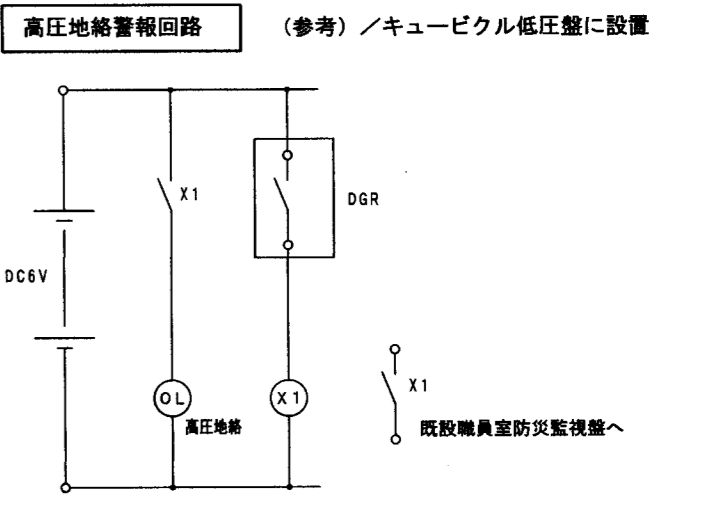 高圧地絡警報回路
（参考）／キュービクル低圧盤に設置
X1
DGR
DC6V
X1
OL
X1
高圧地絡
既設職員室防災監視盤へ